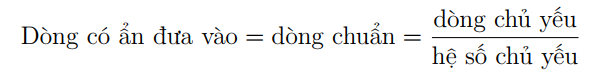 Dòng có ẩn đưa vào = dòng chuẩn = dòng chủ yếu / hệ số chủ yếu